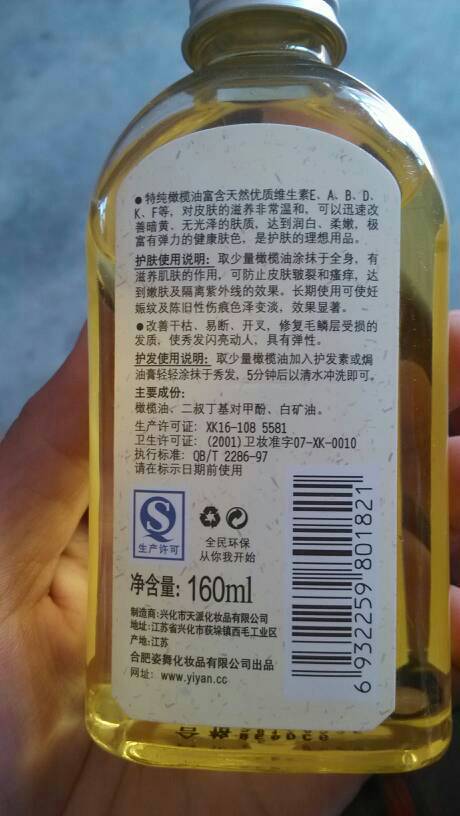 ●特纯橄榄油富含天然优质维生素E、A、B、D、
K、F等，对皮肤的滋养非常温和，可以迅速改
善暗黄、无光泽的肤质，达到润白、柔嫩，极
富有弹力的健康肤色，是护肤的理想用品。
护肤使用说明：取少量橄榄油涂抹于全身，有
滋养肌肤的作用，可防止皮肤皲裂和瘙痒，达
到嫩肤及隔离紫外线的效果。长期使用可使妊
娠纹及陈旧性伤痕色泽变淡，效果显著。
●改善干枯、易断、开叉，修复毛鳞层受损的
发质，使秀发闪亮动人，具有弹性。
护发使用说明：取少量橄榄油加入护发素或焗
油膏轻轻涂抹于秀发，5分钟后以清水冲洗即可。
主要成份：
橄榄油、二叔丁基对甲酚、白矿油。
生产许可证：XK16-108 5581
卫生许可证：(2001)卫妆准字07-XK-0010
执行标准：QB/T 2286-97
请在标示日期前使用
生产许可
全民环保
从你我开始
净含量：160ml
制造商：兴化市天派化妆品有限公司
地址：江苏省兴化市荻垛镇西毛工业区
产地：江苏
合肥姿舞化妆品有限公司出品
网址：www.yiyan.cc
6932259801821